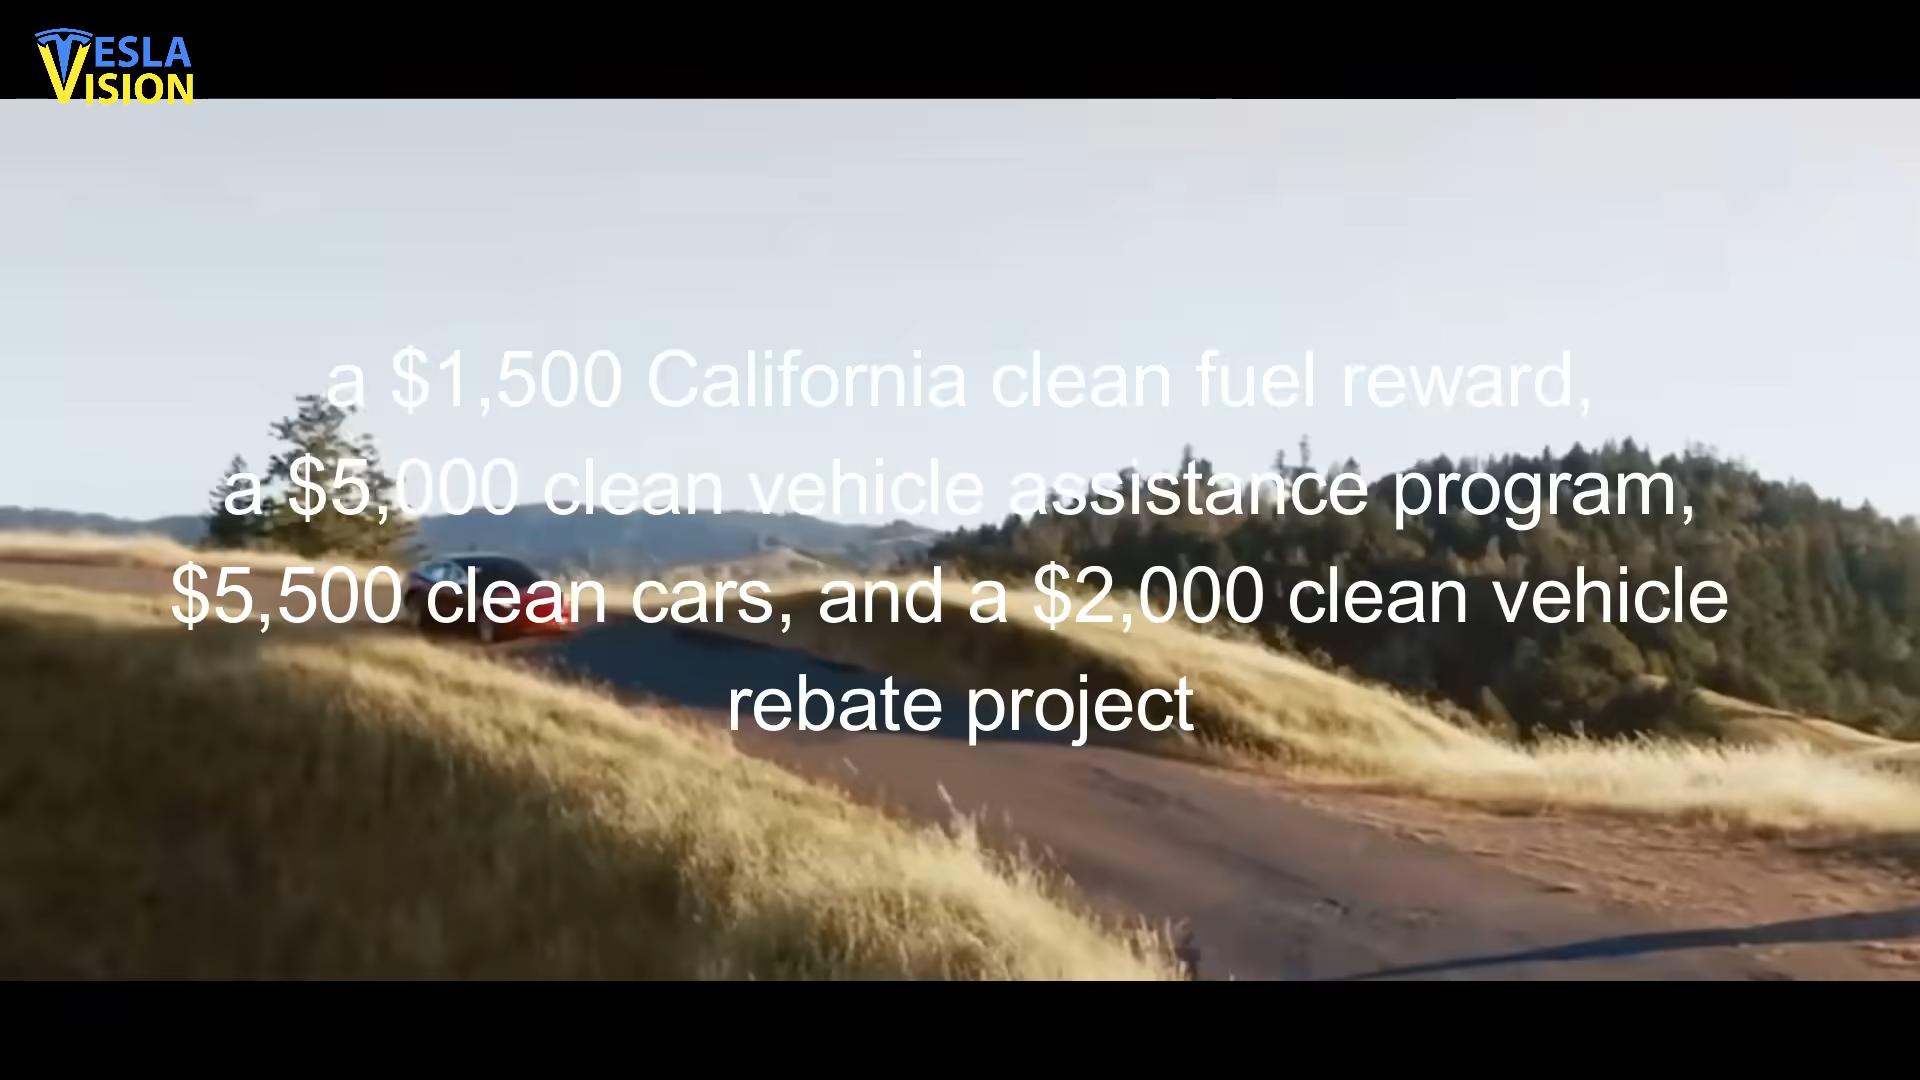 TESLA
VISION
a $1,500 California clean fuel reward,
a $5,000 clean vehicle assistance program,
$5,500 clean cars, and a $2,000 clean vehicle
rebate project